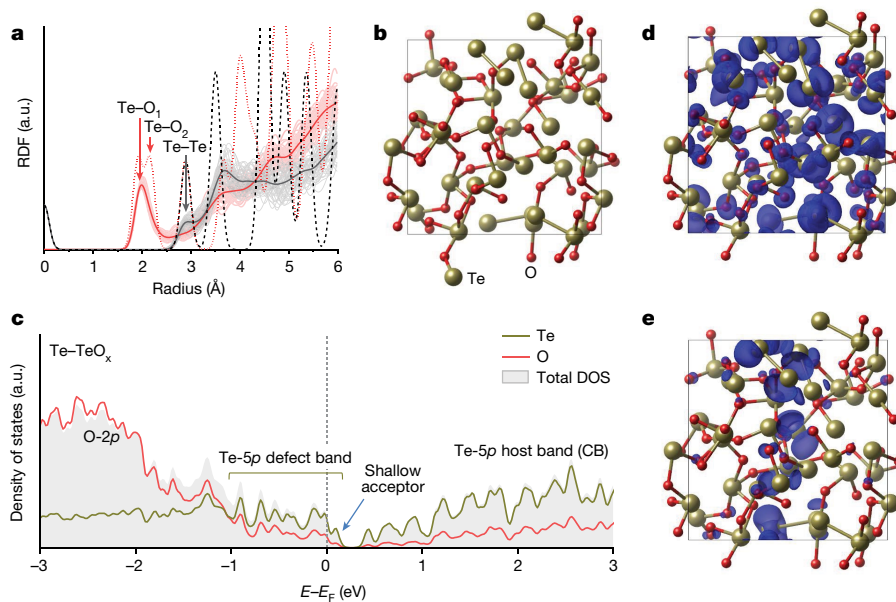 a
RDF (a.u.)
Te–O₁
Te–O₂
Te–Te
0 1 2 3 4 5 6
Radius (Å)
b
Te
O
d
c
Density of states (a.u.)
Te–TeOₓ
O-2p
Te-5p defect band
Shallow
acceptor
Te
O
Total DOS
Te-5p host band (CB)
–3 –2 –1 0 1 2 3
E–E_F (eV)
e